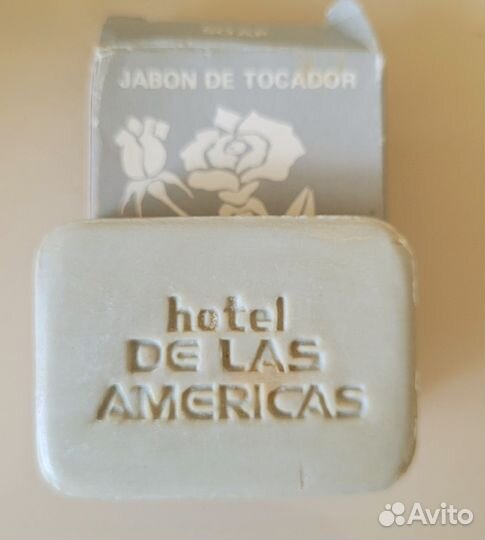 JABON DE TOCADOR
hotel
DE LAS
AMERICAS
Avito